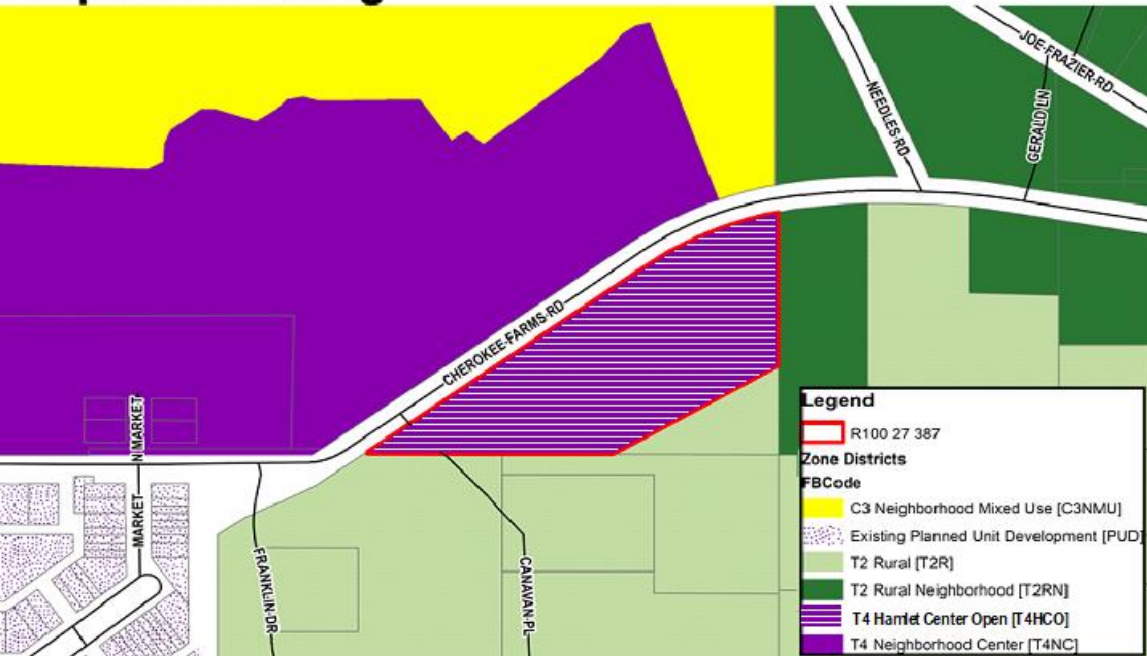 JOE FRAZIER RD
NEEDLES RD
GERALD LN
CHEROKEE FARMS RD
N MARKET
MARKET
FRANKLIN DR
CANAVAN PL
Legend
R100 27 387
Zone Districts
FBCode
C3 Neighborhood Mixed Use [C3NMU]
Existing Planned Unit Development [PUD]
T2 Rural [T2R]
T2 Rural Neighborhood [T2RN]
T4 Hamlet Center Open [T4HCO]
T4 Neighborhood Center [T4NC]